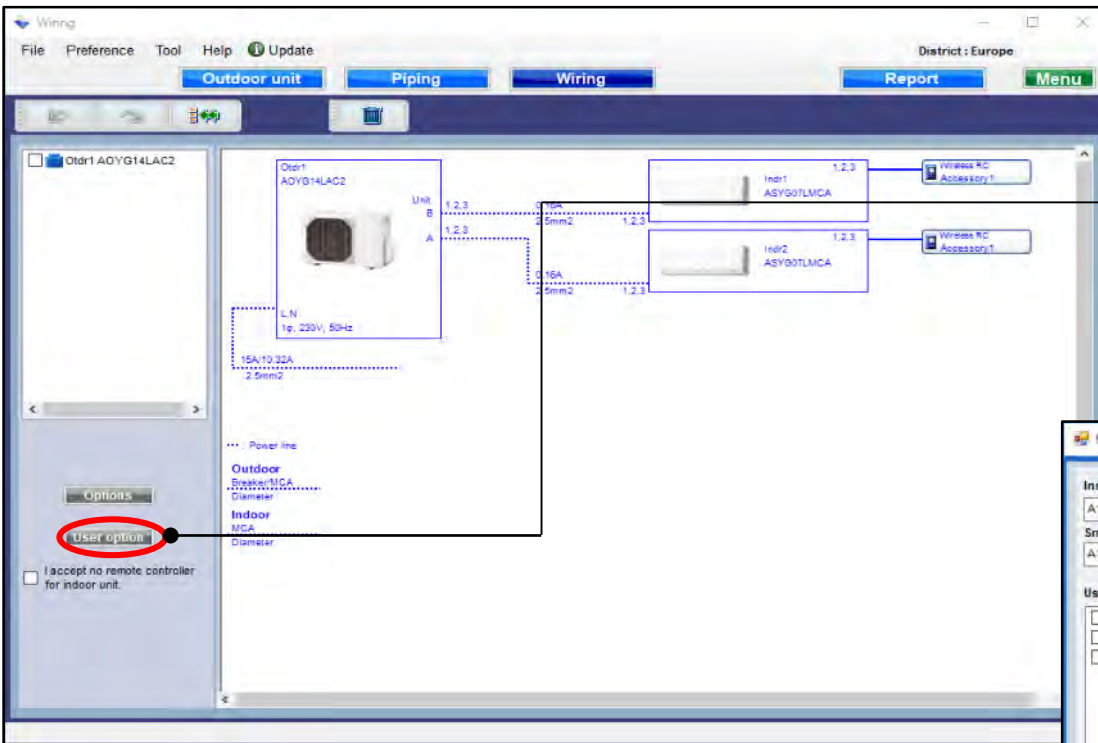 Wiring
File Preference Tool Help Update
District : Europe
Outdoor unit Piping Wiring Report Menu
Otdr1 AOYG14LAC2
Otdr1
AOYG14LAC2
Unit
B
A
1.2.3
1.2.3
L.N
1φ, 230V, 50Hz
15A/10.32A
2.5mm2
0.16A
2.5mm2 1.2.3
0.16A
2.5mm2 1.2.3
1.2.3
Indr1
ASYG07LMCA
Wireless RC
Accessory1
1.2.3
Indr2
ASYG07LMCA
Wireless RC
Accessory1
: Power line
Outdoor
Breaker/MCA
Diameter
Indoor
MCA
Diameter
Options
User option
I accept no remote controller
for indoor unit.